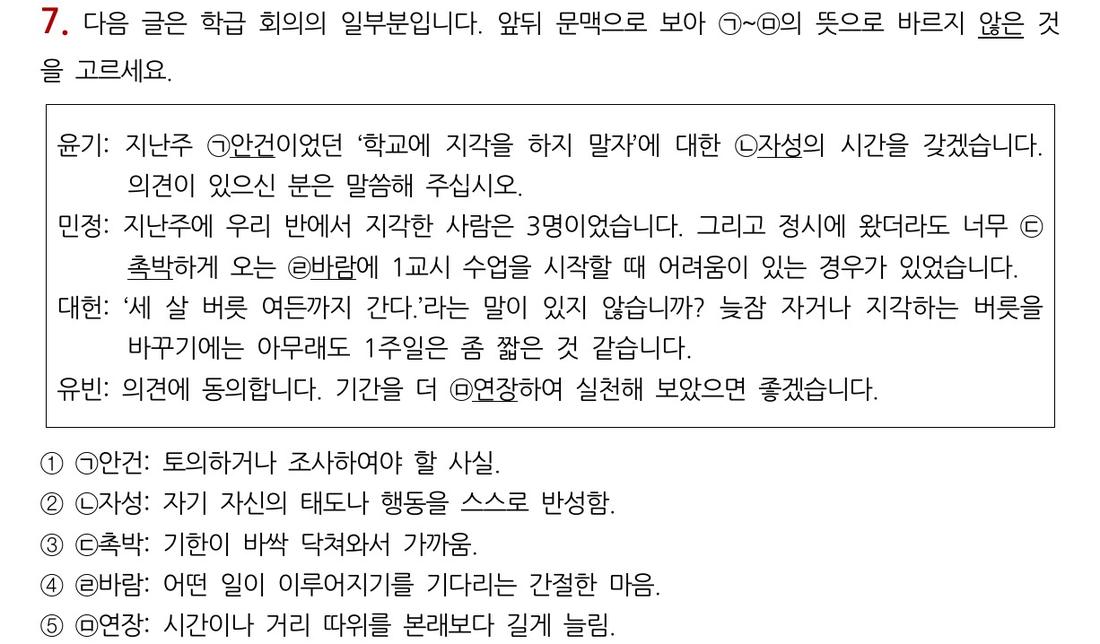 7. 다음 글은 학급 회의의 일부분입니다. 앞뒤 문맥으로 보아 ㉠~㉤의 뜻으로 바르지 않은 것
을 고르세요.
윤기: 지난주 ㉠안건이었던 ‘학교에 지각을 하지 말자’에 대한 ㉡자성의 시간을 갖겠습니다.
의견이 있으신 분은 말씀해 주십시오.
민정: 지난주에 우리 반에서 지각한 사람은 3명이었습니다. 그리고 정시에 왔더라도 너무 ㉢
촉박하게 오는 ㉣바람에 1교시 수업을 시작할 때 어려움이 있는 경우가 있었습니다.
대헌: ‘세 살 버릇 여든까지 간다.’라는 말이 있지 않습니까? 늦잠 자거나 지각하는 버릇을
바꾸기에는 아무래도 1주일은 좀 짧은 것 같습니다.
유빈: 의견에 동의합니다. 기간을 더 ㉤연장하여 실천해 보았으면 좋겠습니다.
① ㉠안건: 토의하거나 조사하여야 할 사실.
② ㉡자성: 자기 자신의 태도나 행동을 스스로 반성함.
③ ㉢촉박: 기한이 바싹 닥쳐와서 가까움.
④ ㉣바람: 어떤 일이 이루어지기를 기다리는 간절한 마음.
⑤ ㉤연장: 시간이나 거리 따위를 본래보다 길게 늘림.